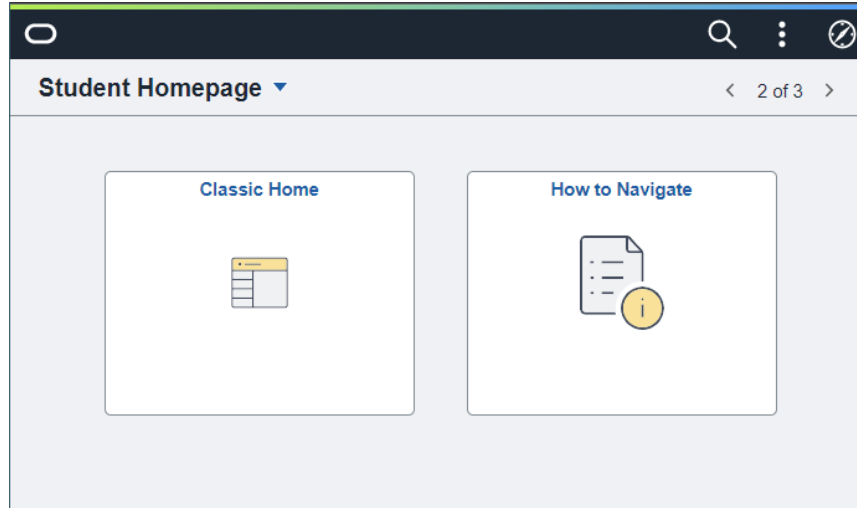 Student Homepage
2 of 3
Classic Home
How to Navigate
i